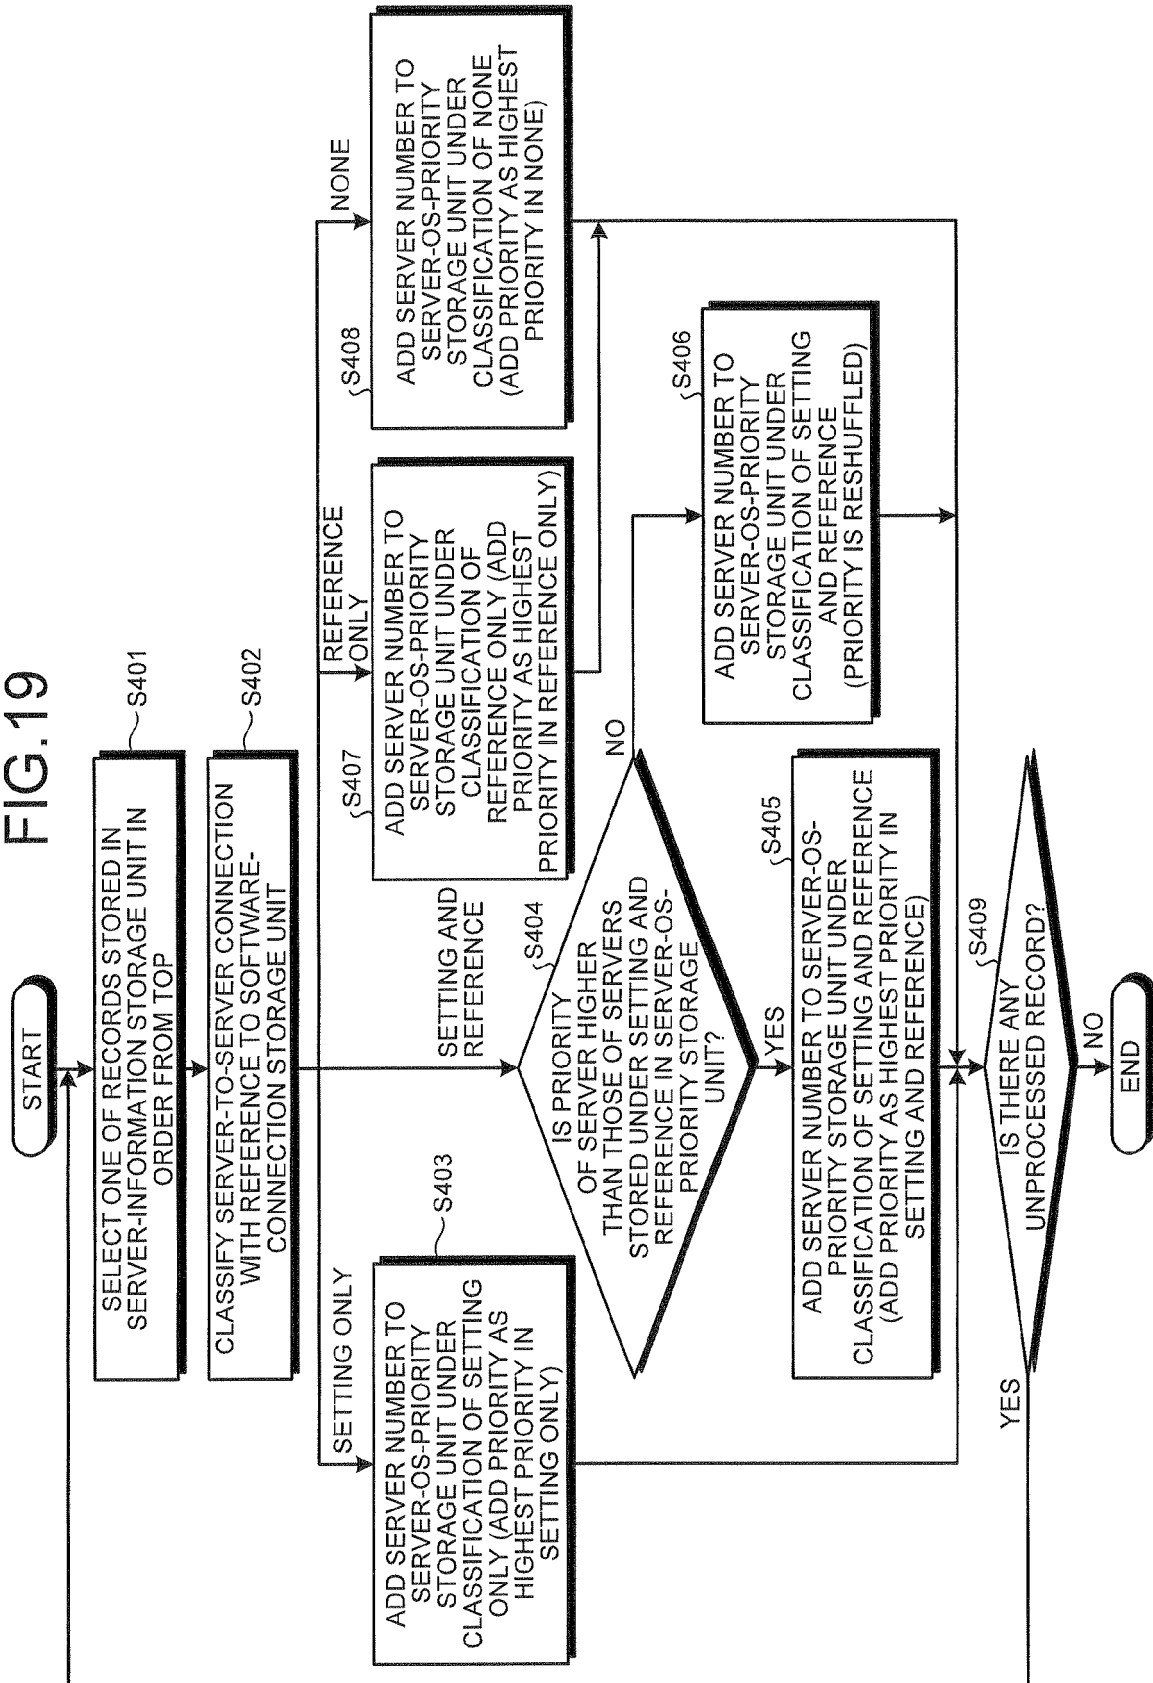 FIG.19
START
SELECT ONE OF RECORDS STORED IN
SERVER-INFORMATION STORAGE UNIT IN
ORDER FROM TOP
S401
CLASSIFY SERVER-TO-SERVER CONNECTION
WITH REFERENCE TO SOFTWARE-
CONNECTION STORAGE UNIT
S402
SETTING ONLY
ADD SERVER NUMBER TO
SERVER-OS-PRIORITY
STORAGE UNIT UNDER
CLASSIFICATION OF SETTING
ONLY (ADD PRIORITY AS
HIGHEST PRIORITY IN
SETTING ONLY)
S403
SETTING AND
REFERENCE
S404
IS PRIORITY
OF SERVER HIGHER
THAN THOSE OF SERVERS
STORED UNDER SETTING AND
REFERENCE IN SERVER-OS-
PRIORITY STORAGE
UNIT?
NO
YES
REFERENCE
ONLY
S407
ADD SERVER NUMBER TO
SERVER-OS-PRIORITY
STORAGE UNIT UNDER
CLASSIFICATION OF
REFERENCE ONLY (ADD
PRIORITY AS HIGHEST
PRIORITY IN REFERENCE ONLY)
NONE
S408
ADD SERVER NUMBER TO
SERVER-OS-PRIORITY
STORAGE UNIT UNDER
CLASSIFICATION OF NONE
(ADD PRIORITY AS HIGHEST
PRIORITY IN NONE)
S405
ADD SERVER NUMBER TO SERVER-OS-
PRIORITY STORAGE UNIT UNDER
CLASSIFICATION OF SETTING AND REFERENCE
(ADD PRIORITY AS HIGHEST PRIORITY IN
SETTING AND REFERENCE)
S406
ADD SERVER NUMBER TO
SERVER-OS-PRIORITY
STORAGE UNIT UNDER
CLASSIFICATION OF SETTING
AND REFERENCE
(PRIORITY IS RESHUFFLED)
S409
IS THERE ANY
UNPROCESSED RECORD?
YES
NO
END